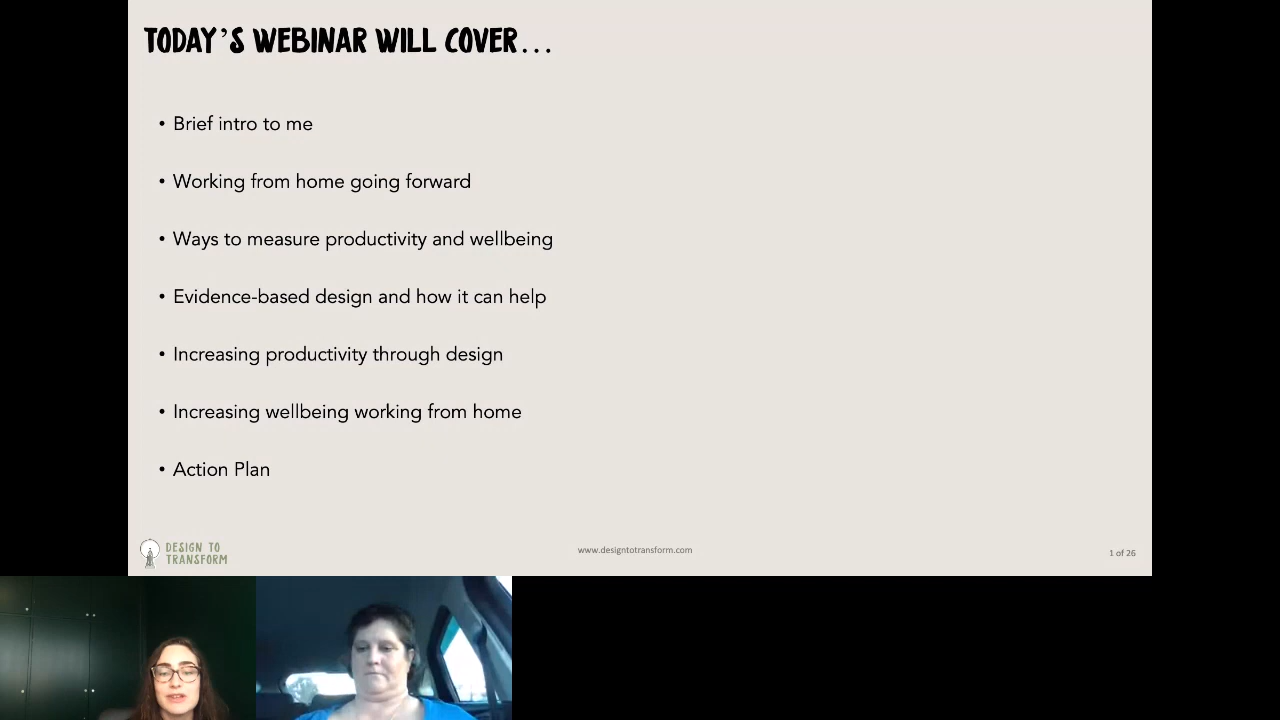 TODAY'S WEBINAR WILL COVER...
• Brief intro to me
• Working from home going forward
• Ways to measure productivity and wellbeing
• Evidence-based design and how it can help
• Increasing productivity through design
• Increasing wellbeing working from home
• Action Plan
DESIGN TO
TRANSFORM
www.designtotransform.com
1 of 26